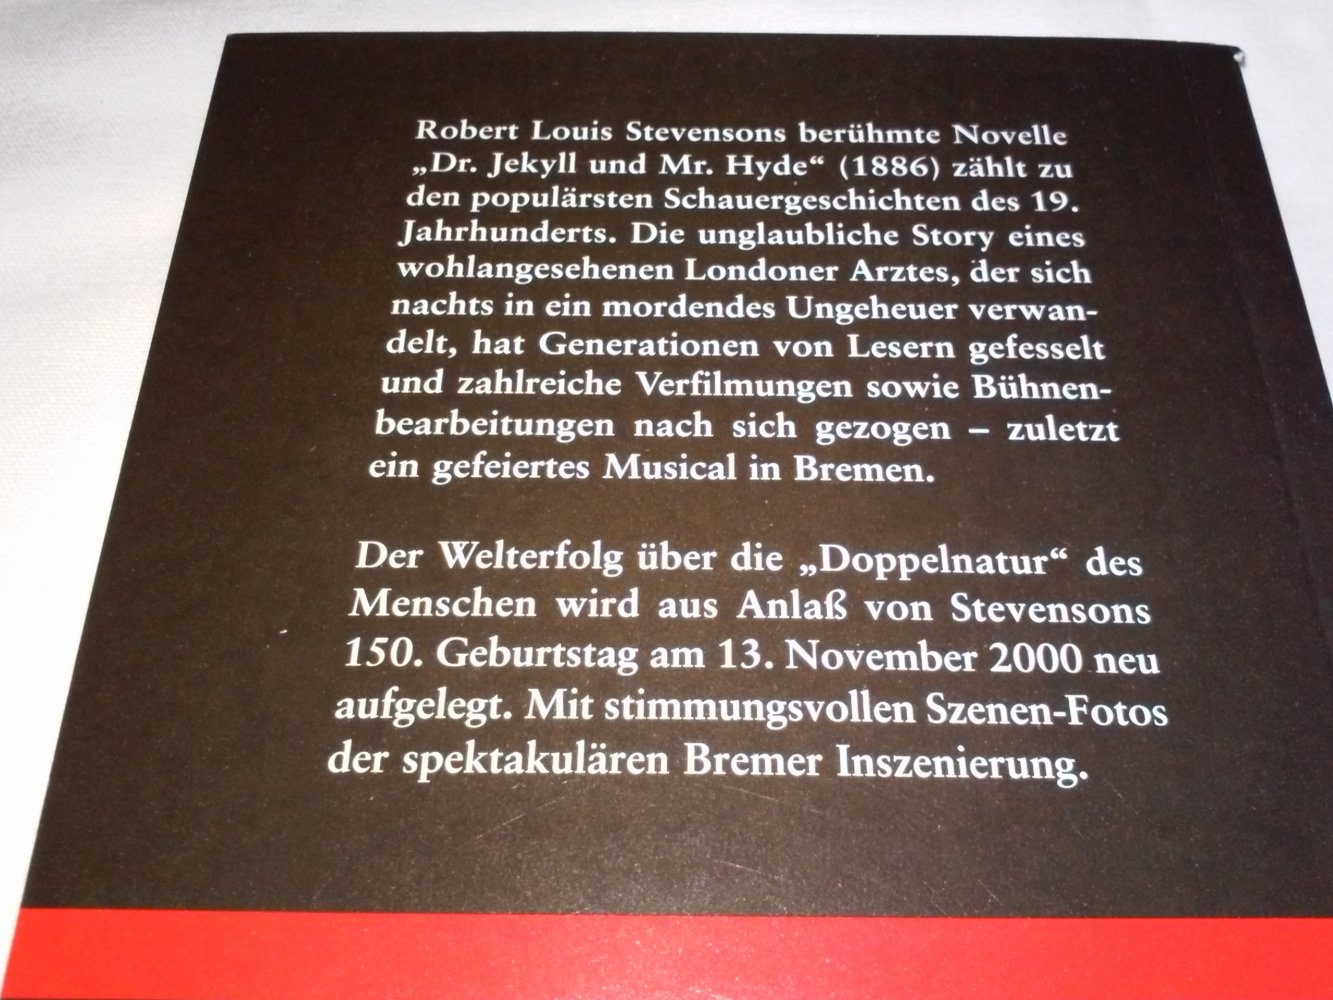 Robert Louis Stevensons berühmte Novelle
„Dr. Jekyll und Mr. Hyde“ (1886) zählt zu
den populärsten Schauergeschichten des 19.
Jahrhunderts. Die unglaubliche Story eines
wohlangesehenen Londoner Arztes, der sich
nachts in ein mordendes Ungeheuer verwan-
delt, hat Generationen von Lesern gefesselt
und zahlreiche Verfilmungen sowie Bühnen-
bearbeitungen nach sich gezogen – zuletzt
ein gefeiertes Musical in Bremen.
Der Welterfolg über die „Doppelnatur“ des
Menschen wird aus Anlaß von Stevensons
150. Geburtstag am 13. November 2000 neu
aufgelegt. Mit stimmungsvollen Szenen-Fotos
der spektakulären Bremer Inszenierung.